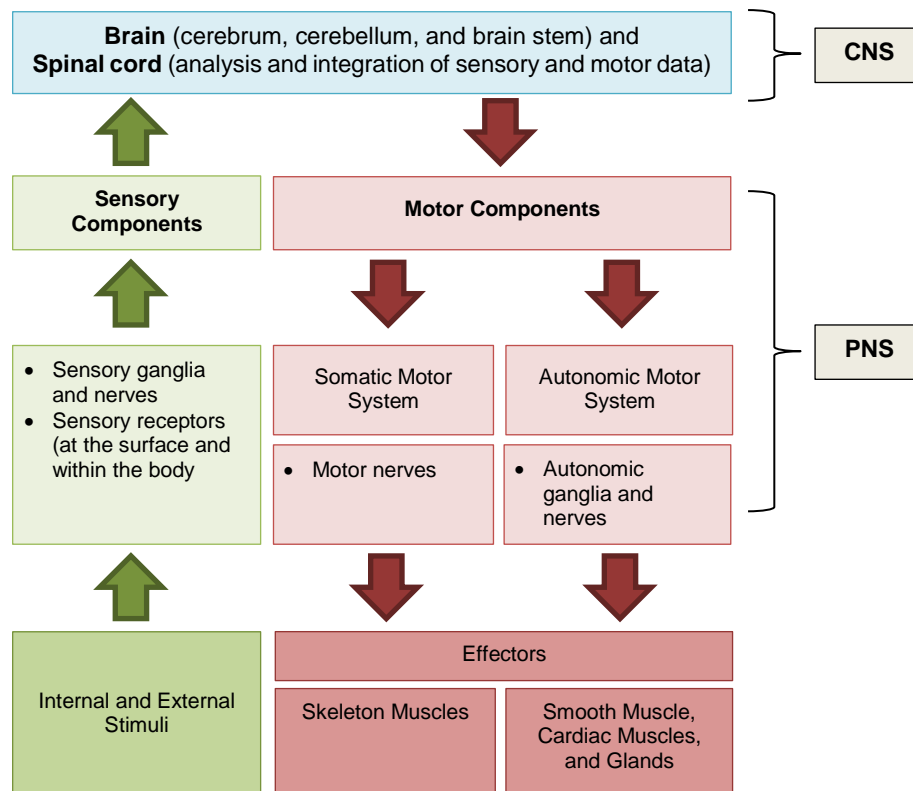 Brain (cerebrum, cerebellum, and brain stem) and
Spinal cord (analysis and integration of sensory and motor data)
CNS
Sensory
Components
Motor Components
PNS
• Sensory ganglia
and nerves
• Sensory receptors
(at the surface and
within the body
Somatic Motor
System
Autonomic Motor
System
• Motor nerves
• Autonomic
ganglia and
nerves
Internal and External
Stimuli
Effectors
Skeleton Muscles
Smooth Muscle,
Cardiac Muscles,
and Glands